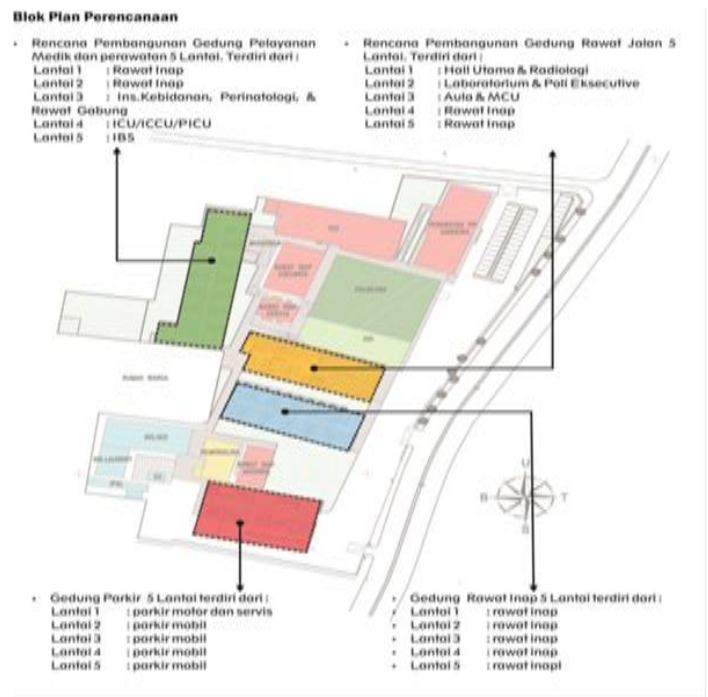 Blok Plan Perencanaan
• Rencana Pembangunan Gedung Pelayanan
Medik dan perawatan 5 Lantai. Terdiri dari :
Lantai 1 : Rawat Inap
Lantai 2 : Rawat Inap
Lantai 3 : Ins.Kebidanan, Perinatologi, &
Rawat Gabung
Lantai 4 : ICU/ICCU/PICU
Lantai 5 : IBS
• Rencana Pembangunan Gedung Rawat Jalan 5
Lantai. Terdiri dari :
Lantai 1 : Hall Utama & Radiologi
Lantai 2 : Laboratorium & Poli Eksecutive
Lantai 3 : Aula & MCU
Lantai 4 : Rawat Inap
Lantai 5 : Rawat Inap
U
B T
• Gedung Parkir 5 Lantai terdiri dari :
Lantai 1 : parkir motor dan servis
Lantai 2 : parkir mobil
Lantai 3 : parkir mobil
Lantai 4 : parkir mobil
Lantai 5 : parkir mobil
• Gedung Rawat Inap 5 Lantai terdiri dari :
• Lantai 1 : rawat inap
• Lantai 2 : rawat inap
• Lantai 3 : rawat inap
• Lantai 4 : rawat inap
• Lantai 5 : rawat inapl